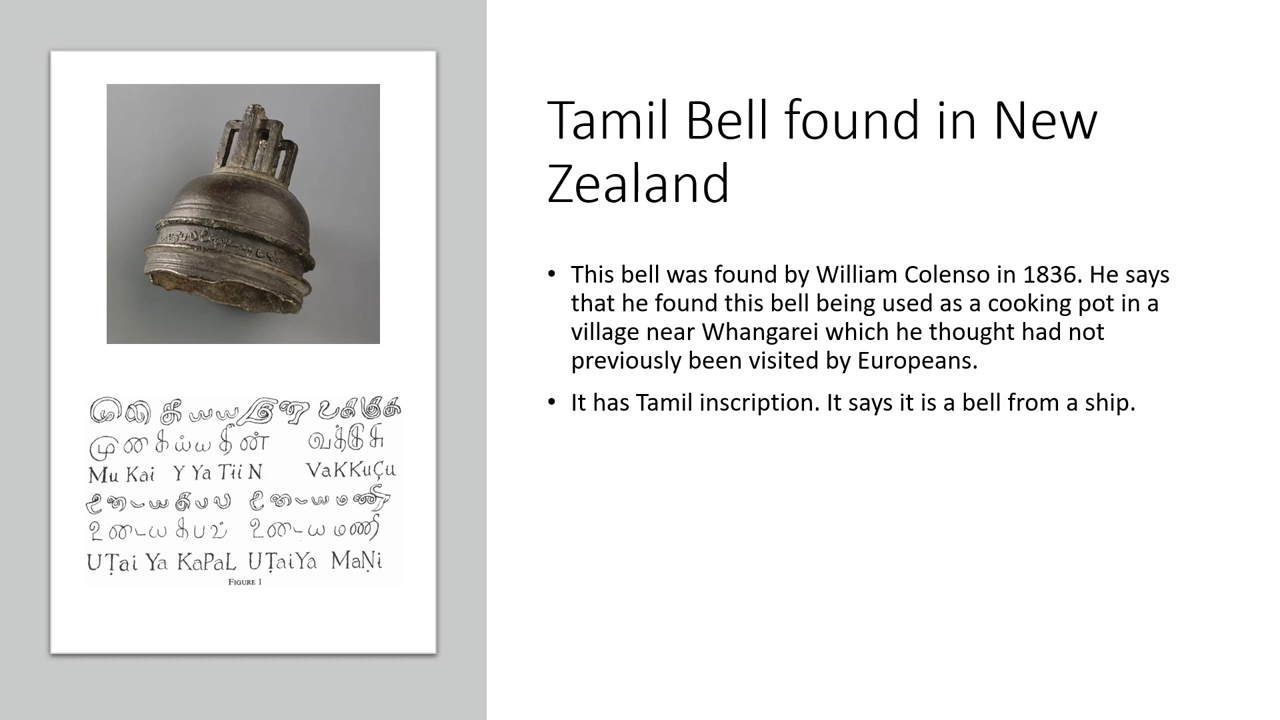 மு கை ய்ய தீன் வக்குசு
Mu Kai Y Ya Tii N VaKKuÇu
உடைய கபல் உடைய மணி
UṬai Ya KaPaL UṬaiYa MaṆi
FIGURE 1
Tamil Bell found in New
Zealand
• This bell was found by William Colenso in 1836. He says
that he found this bell being used as a cooking pot in a
village near Whangarei which he thought had not
previously been visited by Europeans.
• It has Tamil inscription. It says it is a bell from a ship.